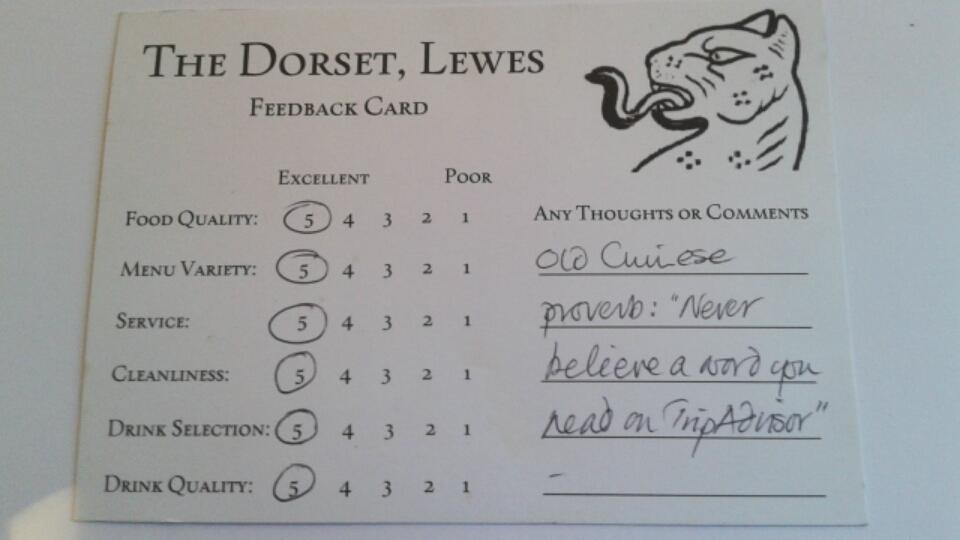 THE DORSET, LEWES
FEEDBACK CARD
EXCELLENT POOR
FOOD QUALITY: 5 4 3 2 1
MENU VARIETY: 5 4 3 2 1
SERVICE: 5 4 3 2 1
CLEANLINESS: 5 4 3 2 1
DRINK SELECTION: 5 4 3 2 1
DRINK QUALITY: 5 4 3 2 1
ANY THOUGHTS OR COMMENTS
Old Chinese
proverb: "Never
believe a word you
read on TripAdvisor"